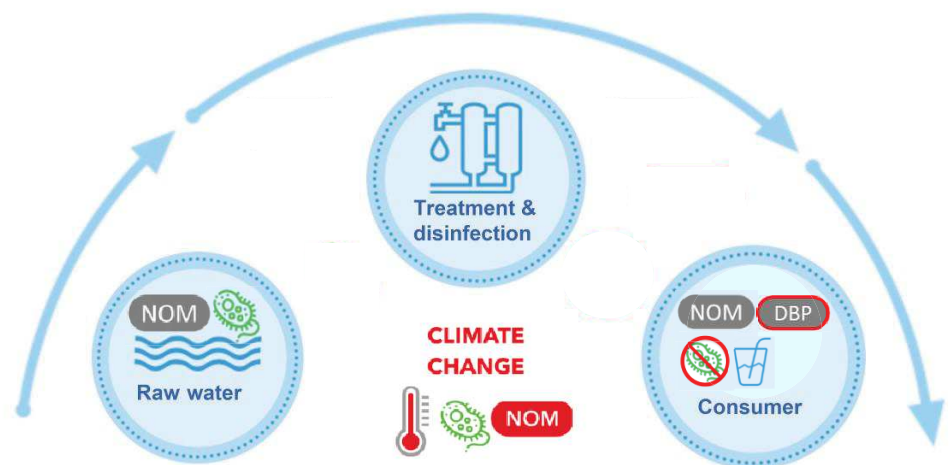 Treatment &
disinfection
NOM
Raw water
CLIMATE
CHANGE
NOM
NOM
DBP
Consumer